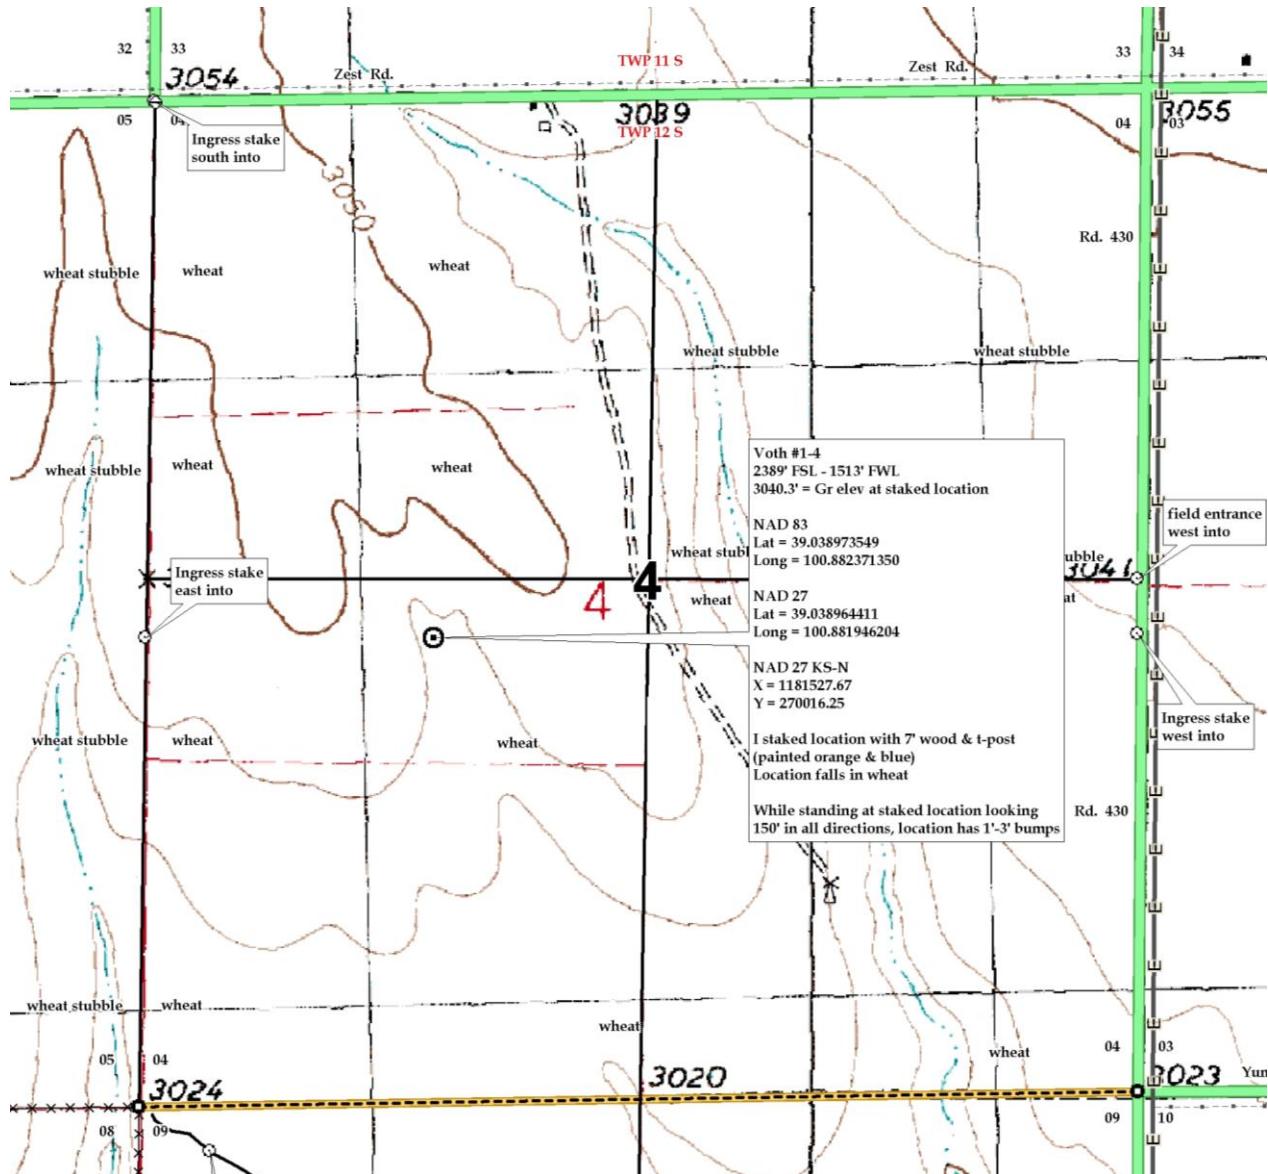 32 33
33 34
3054
Zest Rd.
TWP 11 S
Zest Rd.
3039
TWP 12 S
3055
05 04
04 03
Ingress stake
south into
3050
Rd. 430
wheat stubble
wheat
wheat
wheat stubble
wheat stubble
wheat stubble
wheat
wheat
Voth #1-4
2389' FSL - 1513' FWL
3040.3' = Gr elev at staked location
NAD 83
Lat = 39.038973549
Long = 100.882371350
NAD 27
Lat = 39.038964411
Long = 100.881946204
NAD 27 KS-N
X = 1181527.67
Y = 270016.25
I staked location with 7' wood & t-post
(painted orange & blue)
Location falls in wheat
While standing at staked location looking
150' in all directions, location has 1'-3' bumps
field entrance
west into
wheat stubb
ubble
3041
Ingress stake
east into
4
4
wheat
at
Ingress stake
west into
wheat stubble
wheat
wheat
Rd. 430
wheat stubble
wheat
wheat
wheat
05 04
04 03
3024
3020
3023
Yun
08 09
09 10
E E E E E E E E E E E E E E E E E E E E